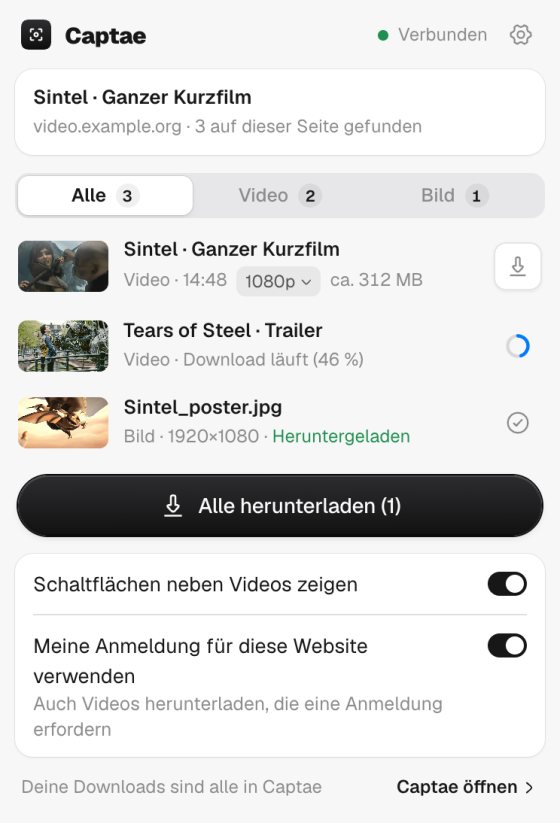 Captae
Verbunden
Sintel · Ganzer Kurzfilm
video.example.org · 3 auf dieser Seite gefunden
Alle 3
Video 2
Bild 1
Sintel · Ganzer Kurzfilm
Video · 14:48 1080p ca. 312 MB
Tears of Steel · Trailer
Video · Download läuft (46 %)
Sintel_poster.jpg
Bild · 1920×1080 · Heruntergeladen
Alle herunterladen (1)
Schaltflächen neben Videos zeigen
Meine Anmeldung für diese Website
verwenden
Auch Videos herunterladen, die eine Anmeldung
erfordern
Deine Downloads sind alle in Captae
Captae öffnen